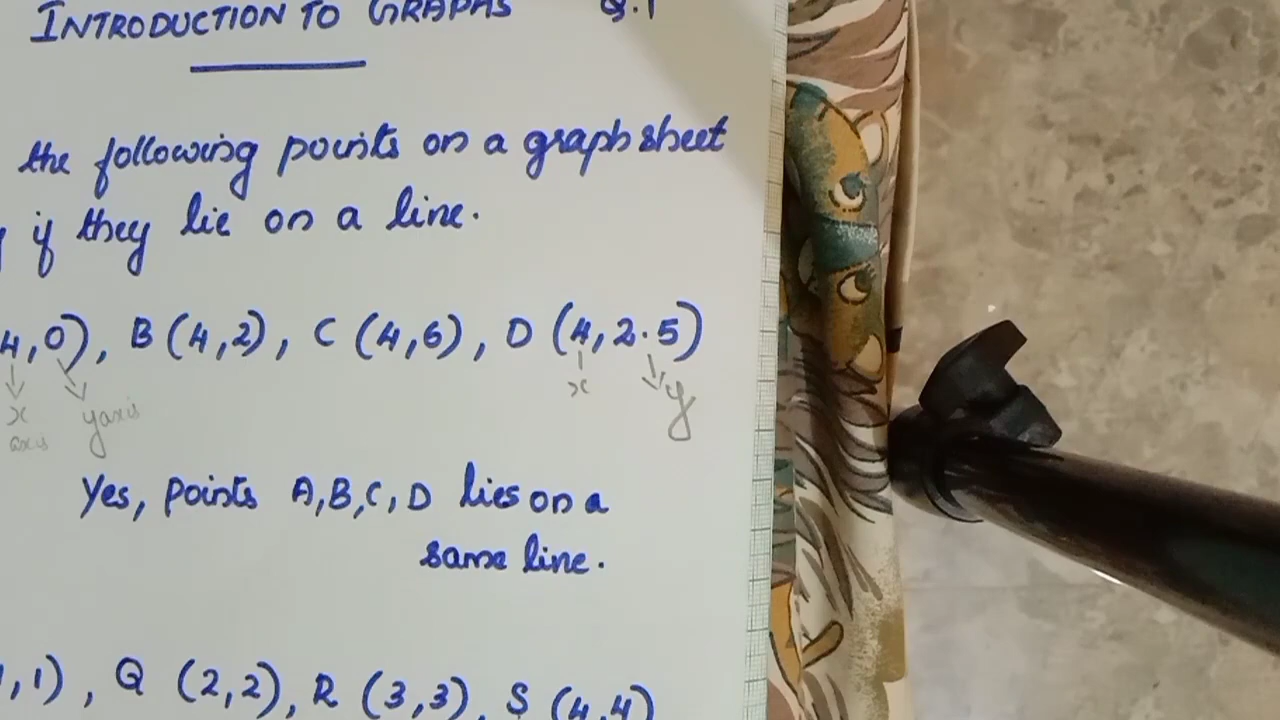 INTRODUCTION TO GRAPHS
the following points on a graph sheet
if they lie on a line.
4,0), B (4,2), C (4,6), D (4, 2.5)
x y axis x y
axis
Yes, points A,B,C,D lies on a
same line.
,1), Q (2,2), R (3,3), S (4,4)